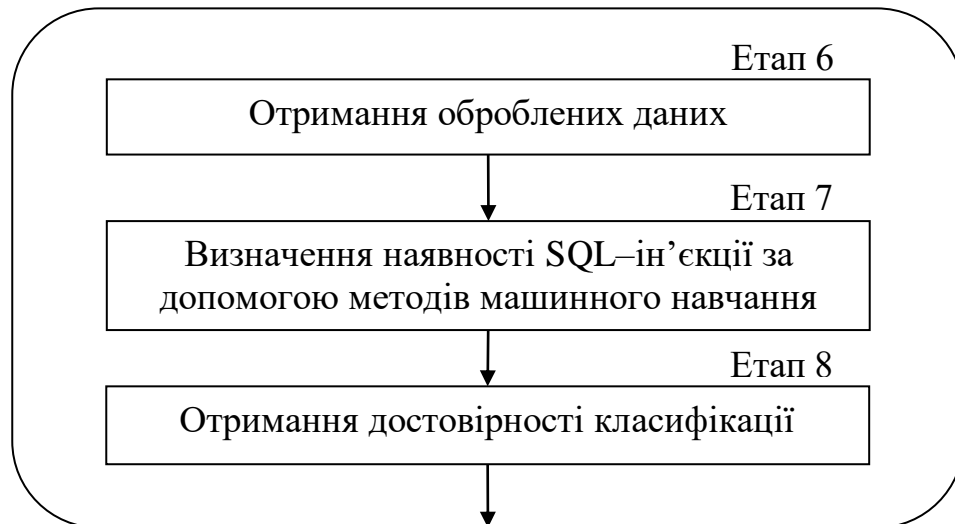 Етап 6
Отримання оброблених даних
Етап 7
Визначення наявності SQL–ін’єкції за
допомогою методів машинного навчання
Етап 8
Отримання достовірності класифікації